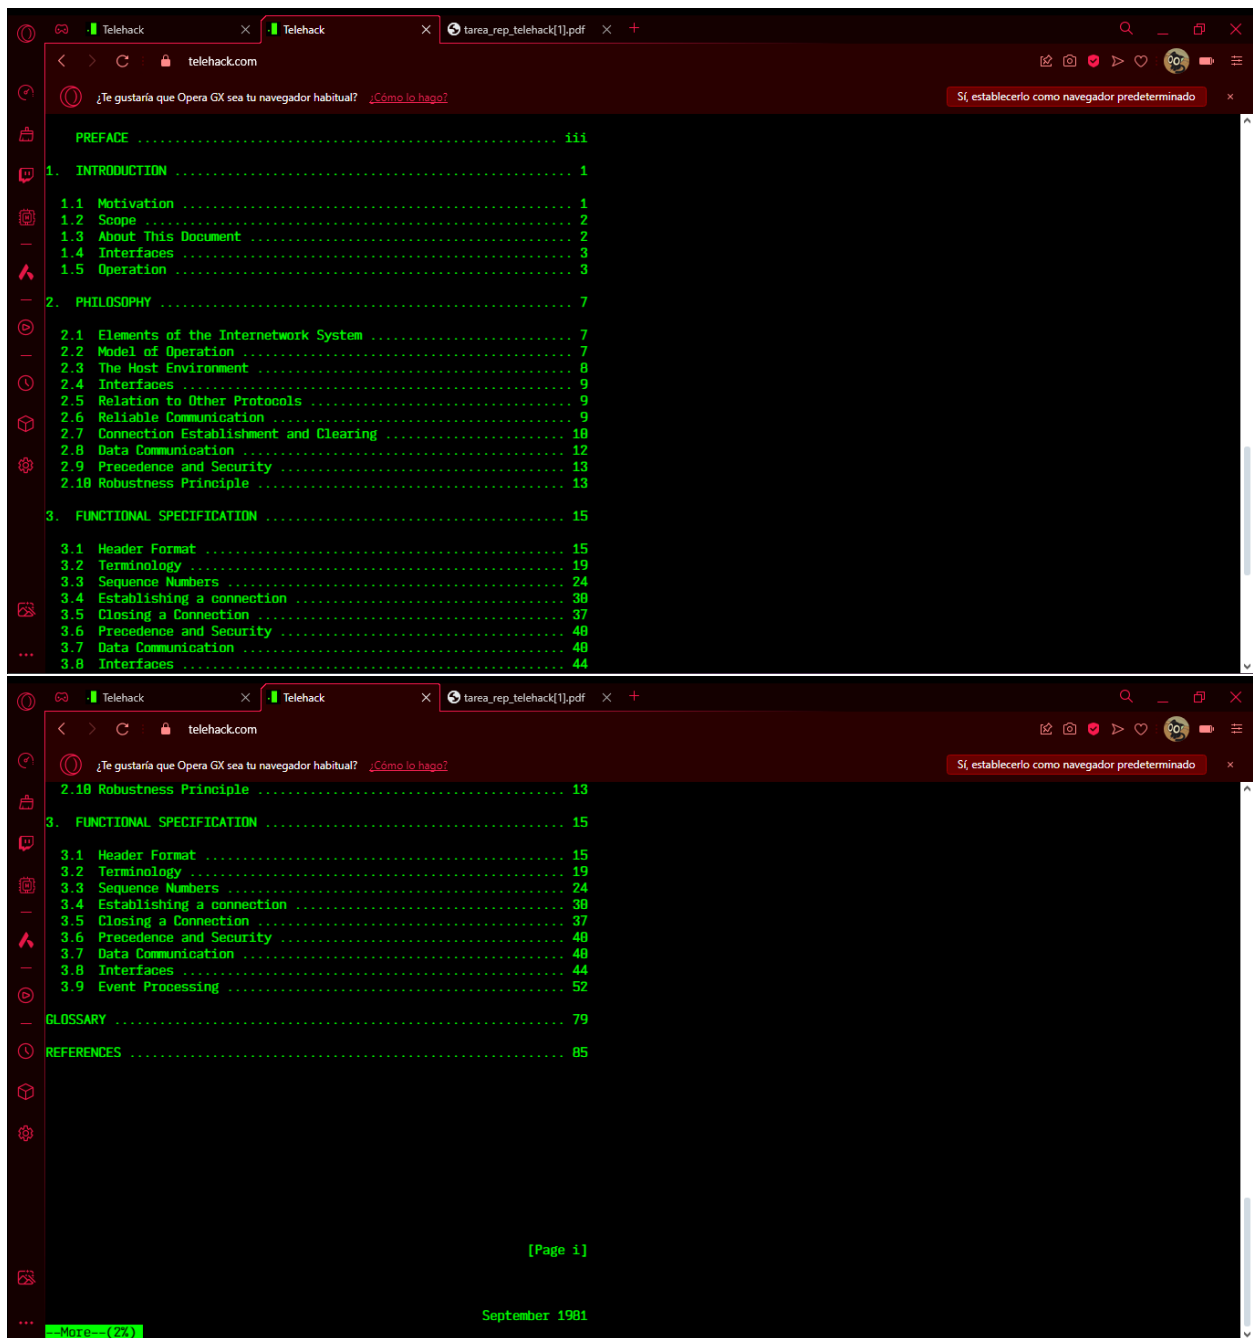 Telehack
Telehack
tarea_rep_telehack[1].pdf
telehack.com
¿Te gustaría que Opera GX sea tu navegador habitual? ¿Cómo lo hago?
Sí, establecerlo como navegador predeterminado
PREFACE ........................................................ iii
1. INTRODUCTION ..................................................... 1
1.1 Motivation .................................................... 1
1.2 Scope ......................................................... 2
1.3 About This Document ........................................... 2
1.4 Interfaces .................................................... 3
1.5 Operation ..................................................... 3
2. PHILOSOPHY ....................................................... 7
2.1 Elements of the Internetwork System ........................... 7
2.2 Model of Operation ............................................ 7
2.3 The Host Environment .......................................... 8
2.4 Interfaces .................................................... 9
2.5 Relation to Other Protocols ................................... 9
2.6 Reliable Communication ........................................ 9
2.7 Connection Establishment and Clearing ........................ 10
2.8 Data Communication ........................................... 12
2.9 Precedence and Security ...................................... 13
2.10 Robustness Principle ......................................... 13
3. FUNCTIONAL SPECIFICATION ........................................ 15
3.1 Header Format ................................................ 15
3.2 Terminology .................................................. 19
3.3 Sequence Numbers ............................................. 24
3.4 Establishing a connection .................................... 30
3.5 Closing a Connection ......................................... 37
3.6 Precedence and Security ...................................... 40
3.7 Data Communication ........................................... 40
3.8 Interfaces ................................................... 44
Telehack
Telehack
tarea_rep_telehack[1].pdf
telehack.com
¿Te gustaría que Opera GX sea tu navegador habitual? ¿Cómo lo hago?
Sí, establecerlo como navegador predeterminado
2.10 Robustness Principle ......................................... 13
3. FUNCTIONAL SPECIFICATION ........................................ 15
3.1 Header Format ................................................ 15
3.2 Terminology .................................................. 19
3.3 Sequence Numbers ............................................. 24
3.4 Establishing a connection .................................... 30
3.5 Closing a Connection ......................................... 37
3.6 Precedence and Security ...................................... 40
3.7 Data Communication ........................................... 40
3.8 Interfaces ................................................... 44
3.9 Event Processing ............................................. 52
GLOSSARY ............................................................ 79
REFERENCES .......................................................... 85
[Page i]
September 1981
--More--(2%)